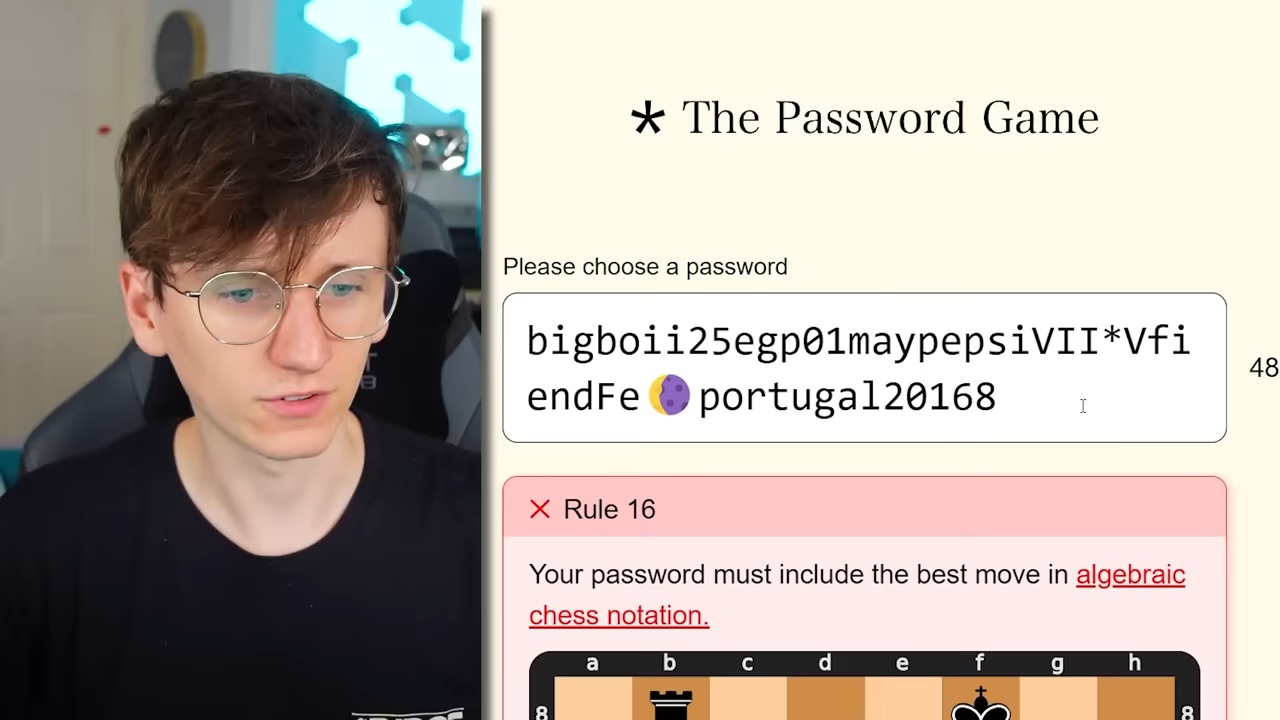 * The Password Game
Please choose a password
bigboii25egp01maypepsiVII*Vfi
endFe🌖portugal20168
48
Rule 16
Your password must include the best move in algebraic
chess notation.
a b c d e f g h
8 8